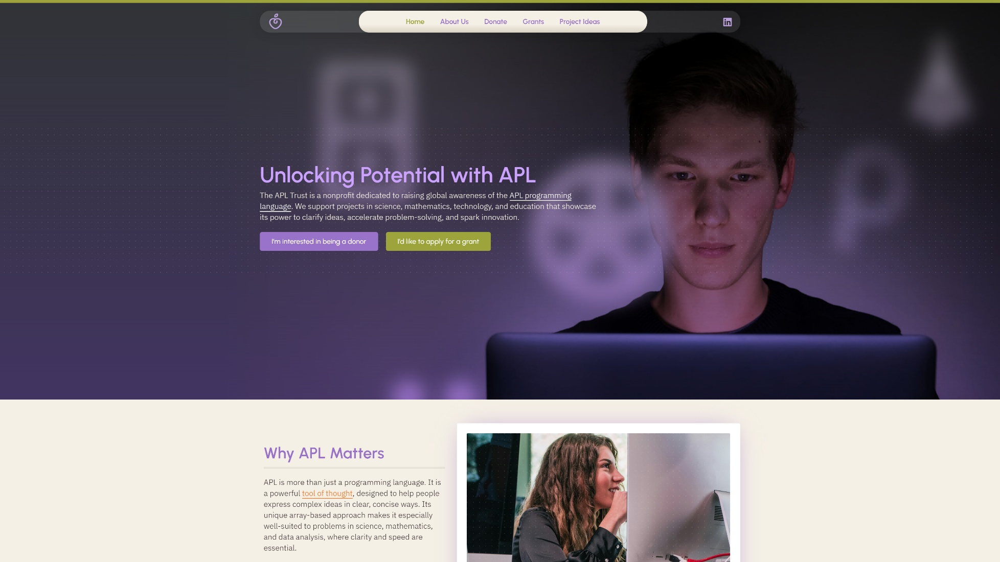 Home About Us Donate Grants Project Ideas
Unlocking Potential with APL
The APL Trust is a nonprofit dedicated to raising global awareness of the APL programming
language. We support projects in science, mathematics, technology, and education that showcase
its power to clarify ideas, accelerate problem-solving, and spark innovation.
I'm interested in being a donor I'd like to apply for a grant
Why APL Matters
APL is more than just a programming language. It is
a powerful tool of thought, designed to help people
express complex ideas in clear, concise ways. Its
unique array-based approach makes it especially
well-suited to problems in science, mathematics,
and data analysis, where clarity and speed are
essential.